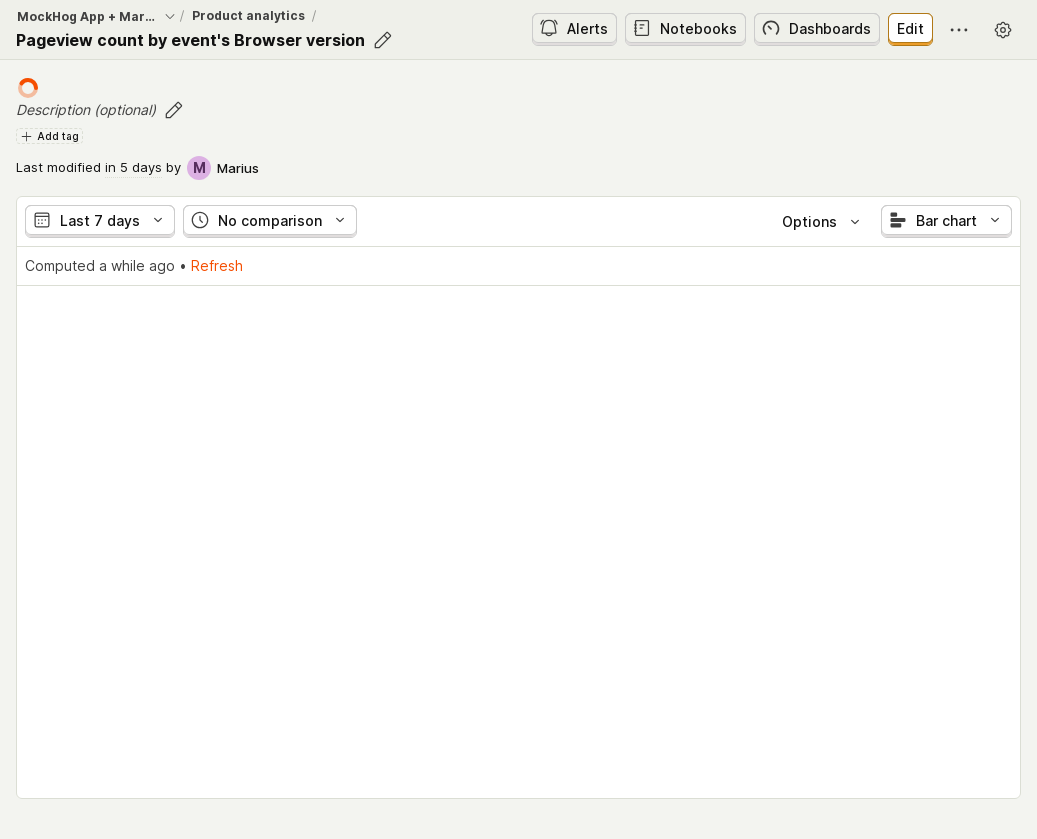 MockHog App + Mar... / Product analytics /
Pageview count by event's Browser version
Alerts Notebooks Dashboards Edit
Description (optional)
Add tag
Last modified in 5 days by M Marius
Last 7 days No comparison Options Bar chart
Computed a while ago • Refresh